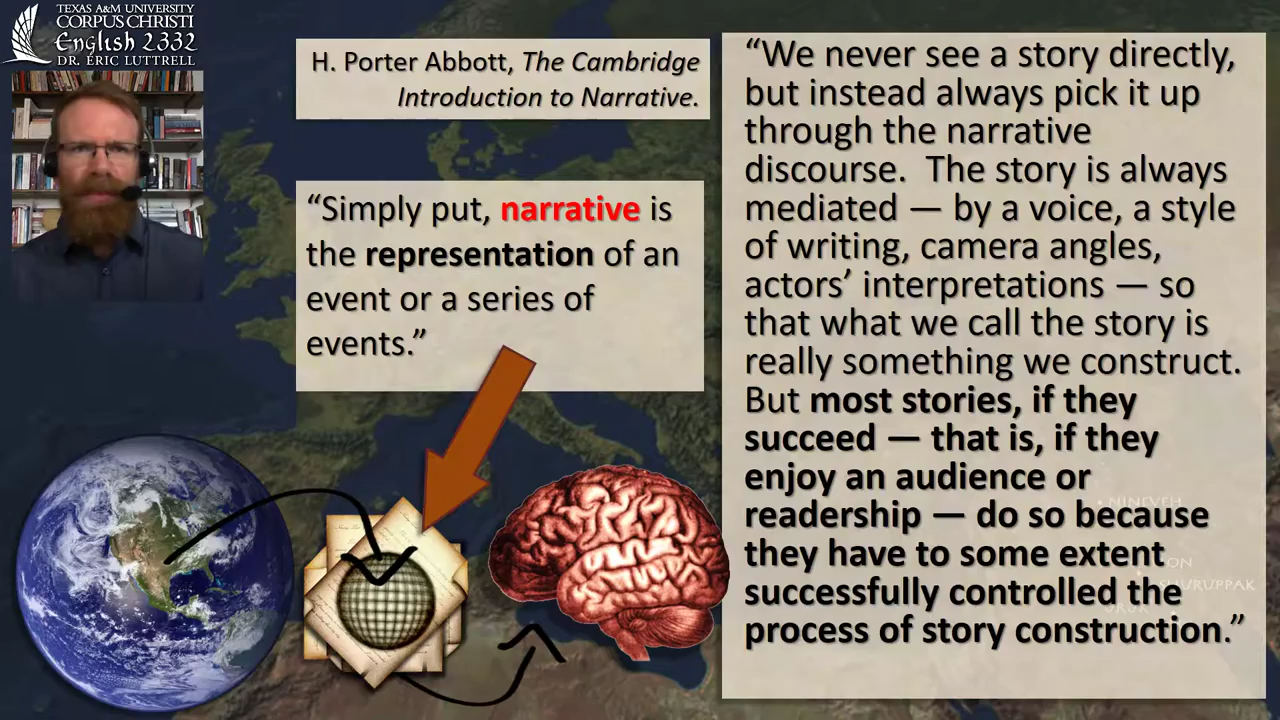 TEXAS A&M UNIVERSITY
CORPUS CHRISTI
English 2332
DR. ERIC LUTTRELL
H. Porter Abbott, The Cambridge
Introduction to Narrative.
“Simply put, narrative is
the representation of an
event or a series of
events.”
“We never see a story directly,
but instead always pick it up
through the narrative
discourse.  The story is always
mediated — by a voice, a style
of writing, camera angles,
actors’ interpretations — so
that what we call the story is
really something we construct.
But most stories, if they
succeed — that is, if they
enjoy an audience or
readership — do so because
they have to some extent
successfully controlled the
process of story construction.”
NINEVEH
SHURUPPAK